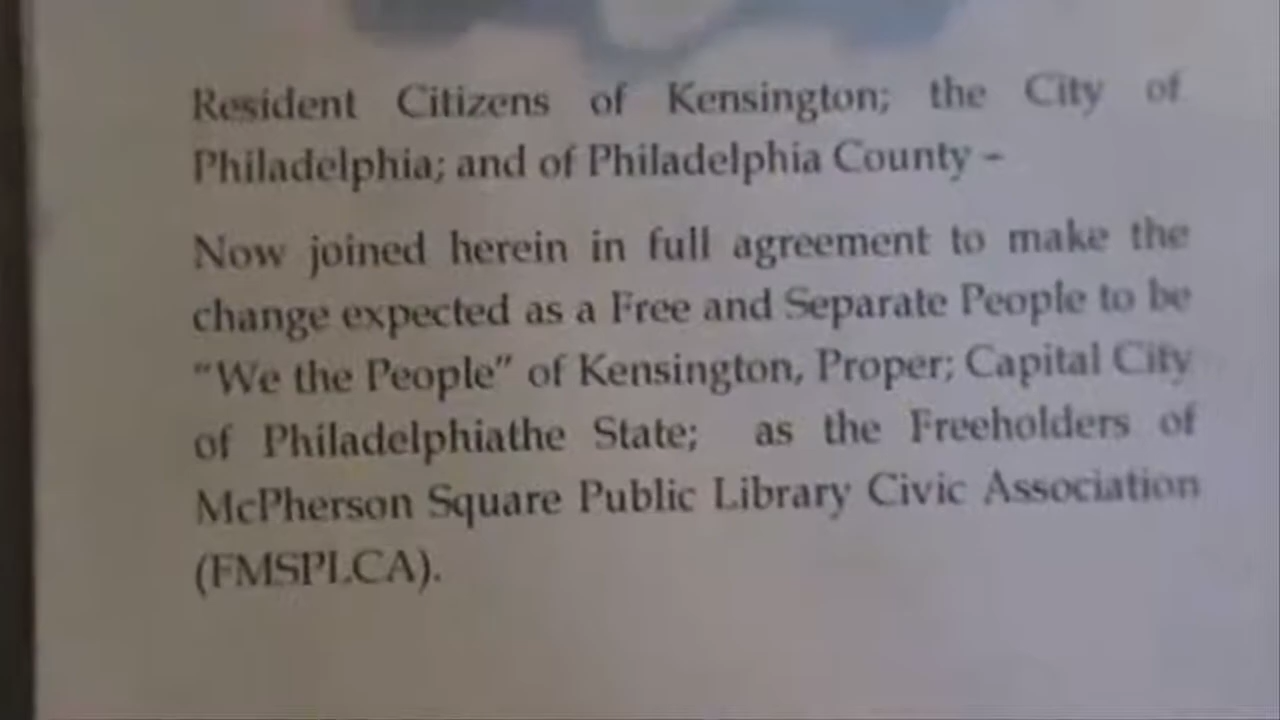 Resident Citizens of Kensington; the City of
Philadelphia; and of Philadelphia County –
Now joined herein in full agreement to make the
change expected as a Free and Separate People to be
"We the People" of Kensington, Proper; Capital City
of Philadelphiathe State; as the Freeholders of
McPherson Square Public Library Civic Association
(FMSPLCA).